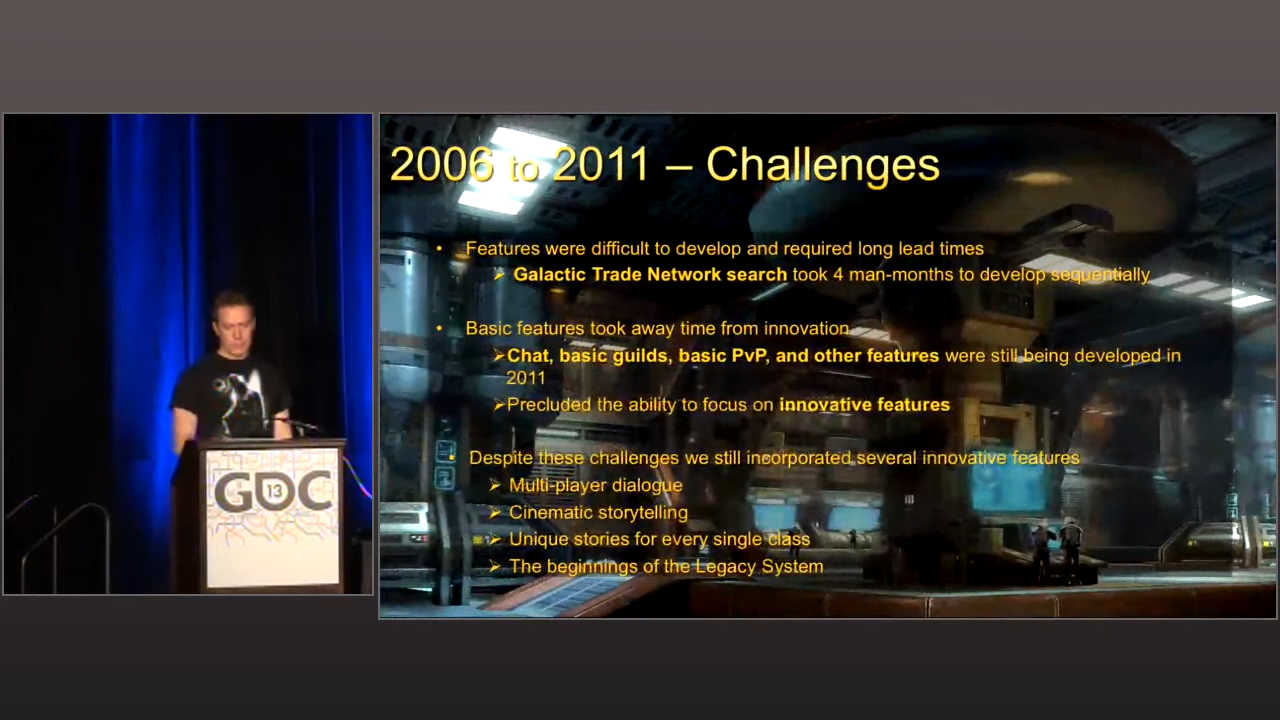 2006 to 2011 – Challenges
• Features were difficult to develop and required long lead times
➢ Galactic Trade Network search took 4 man-months to develop sequentially
• Basic features took away time from innovation
➢Chat, basic guilds, basic PvP, and other features were still being developed in
2011
➢Precluded the ability to focus on innovative features
• Despite these challenges we still incorporated several innovative features
➢ Multi-player dialogue
➢ Cinematic storytelling
➢ Unique stories for every single class
➢ The beginnings of the Legacy System
GDC 13